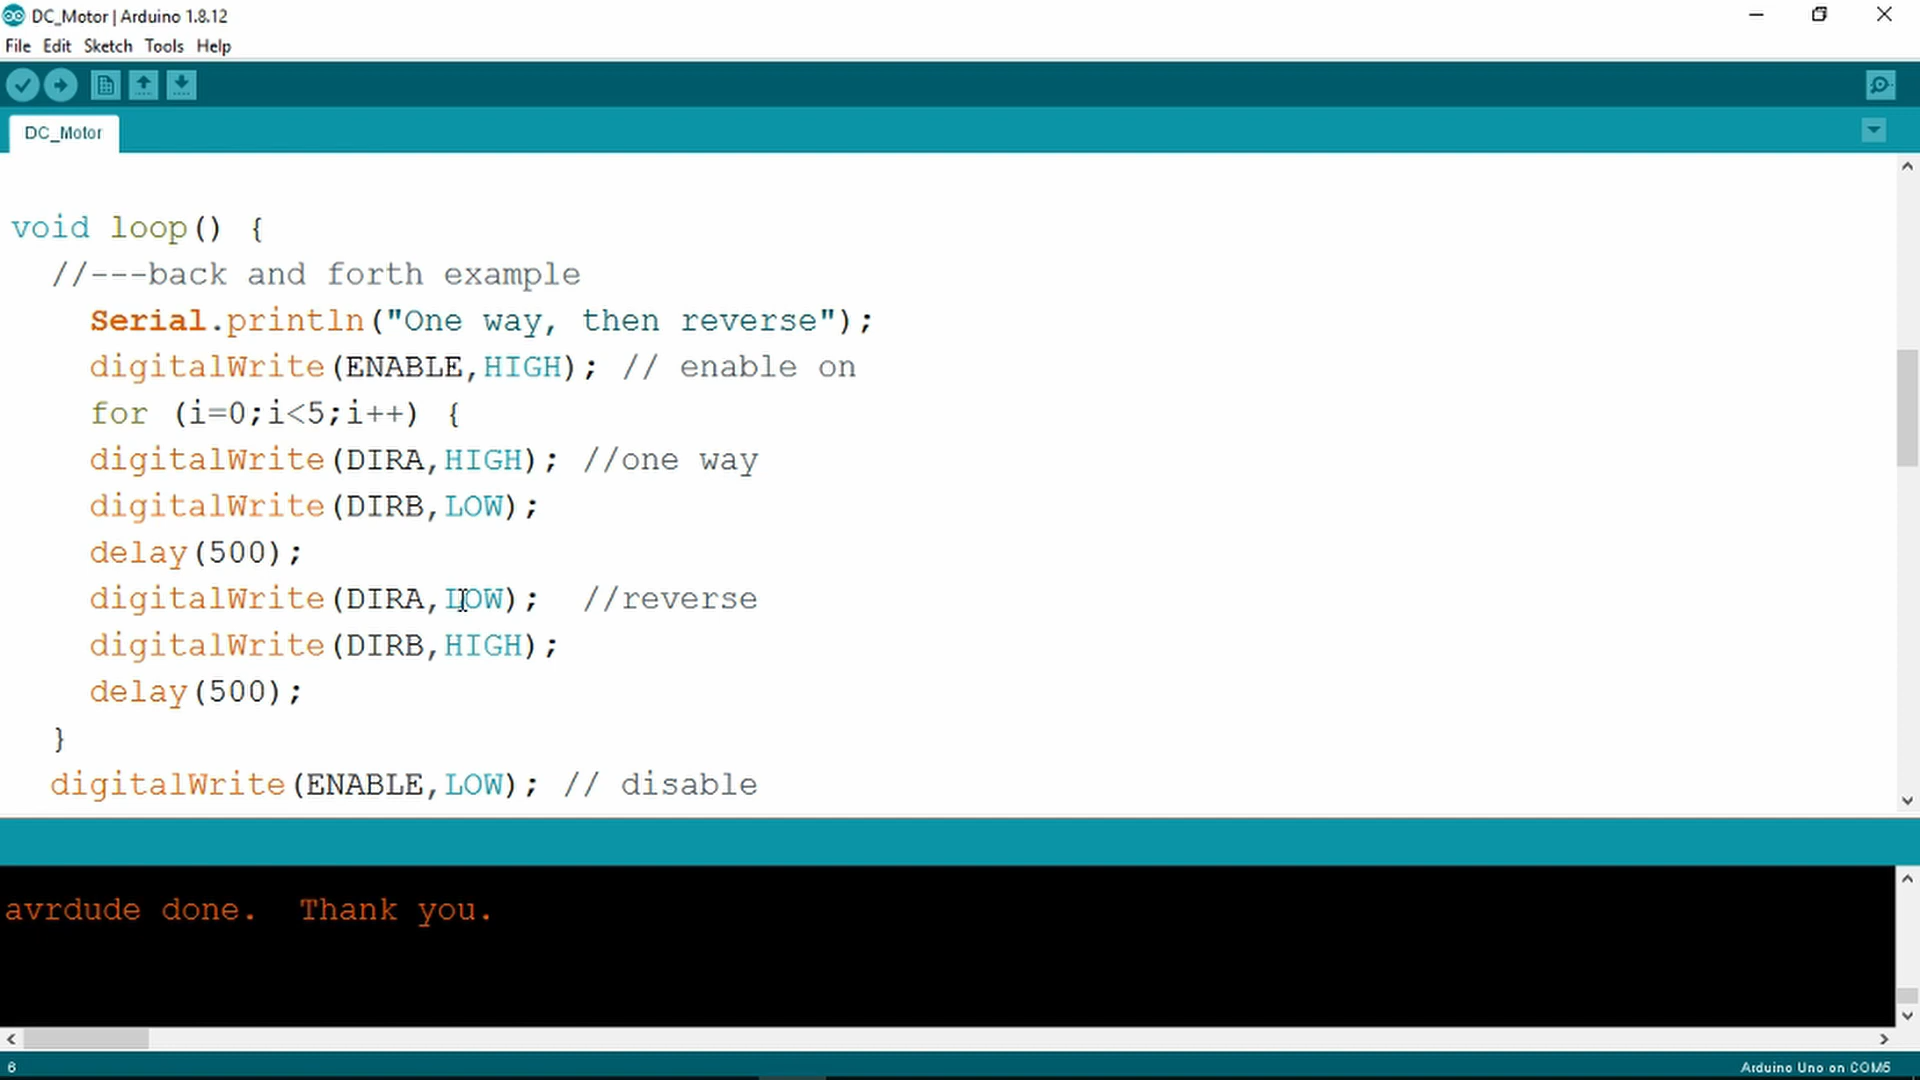 DC_Motor | Arduino 1.8.12
File Edit Sketch Tools Help
DC_Motor
void loop() {
//---back and forth example
Serial.println("One way, then reverse");
digitalWrite(ENABLE,HIGH); // enable on
for (i=0;i<5;i++) {
digitalWrite(DIRA,HIGH); //one way
digitalWrite(DIRB,LOW);
delay(500);
digitalWrite(DIRA,LOW); //reverse
digitalWrite(DIRB,HIGH);
delay(500);
}
digitalWrite(ENABLE,LOW); // disable
avrdude done. Thank you.
6
Arduino Uno on COM5